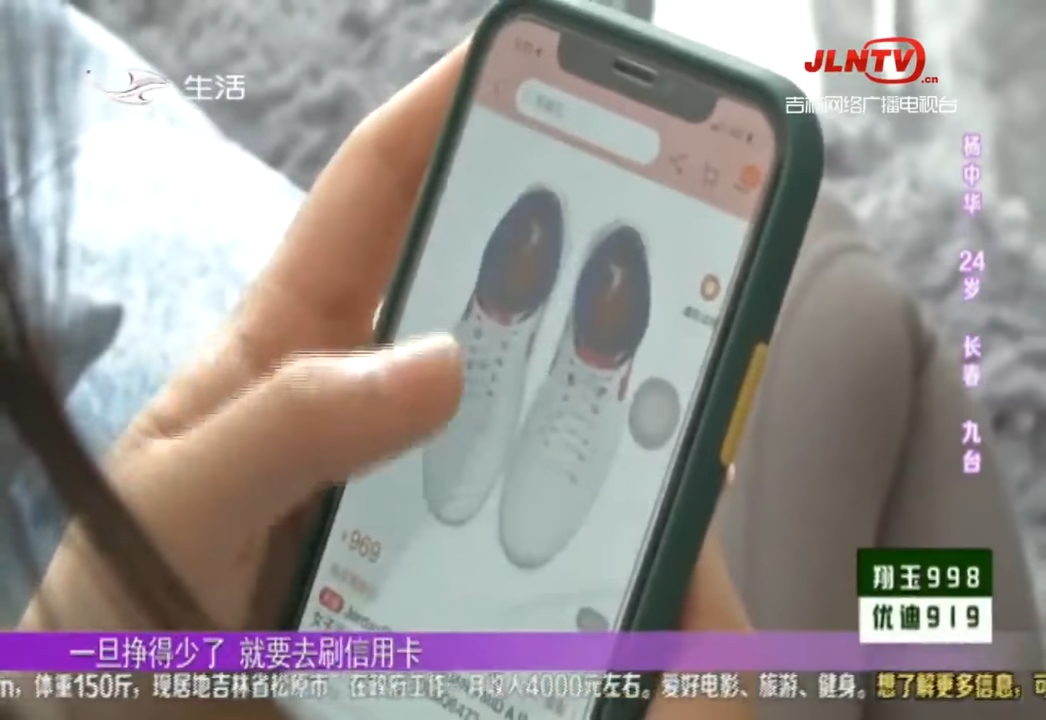 生活
JLNTV
.cn
吉林网络广播电视台
杨中华 24岁 长春 九台
¥969
翔玉998
优迪919
一旦挣得少了 就要去刷信用卡
m，体重150斤，现居地吉林省松原市 在政府工作 月收入4000元左右。爱好电影、旅游、健身。想了解更多信息，可